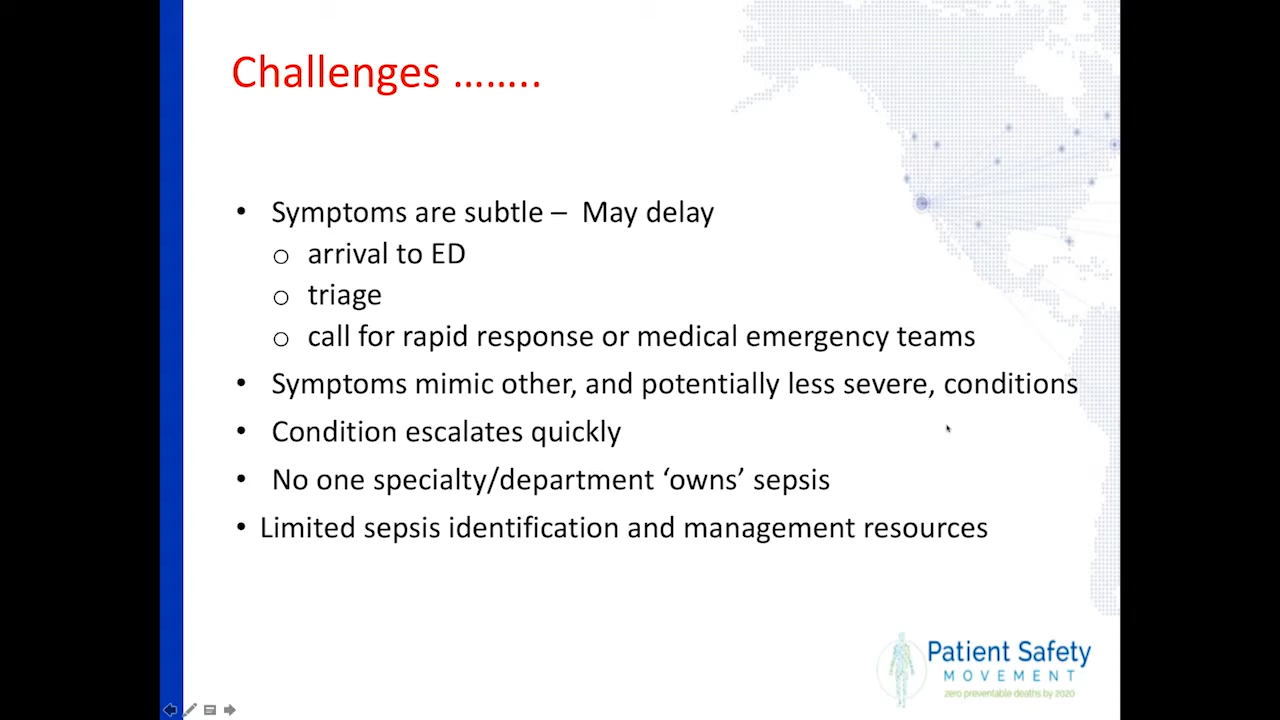 Challenges ……..
• Symptoms are subtle – May delay
o arrival to ED
o triage
o call for rapid response or medical emergency teams
• Symptoms mimic other, and potentially less severe, conditions
• Condition escalates quickly
• No one specialty/department ‘owns’ sepsis
• Limited sepsis identification and management resources
Patient Safety
MOVEMENT
zero preventable deaths by 2020